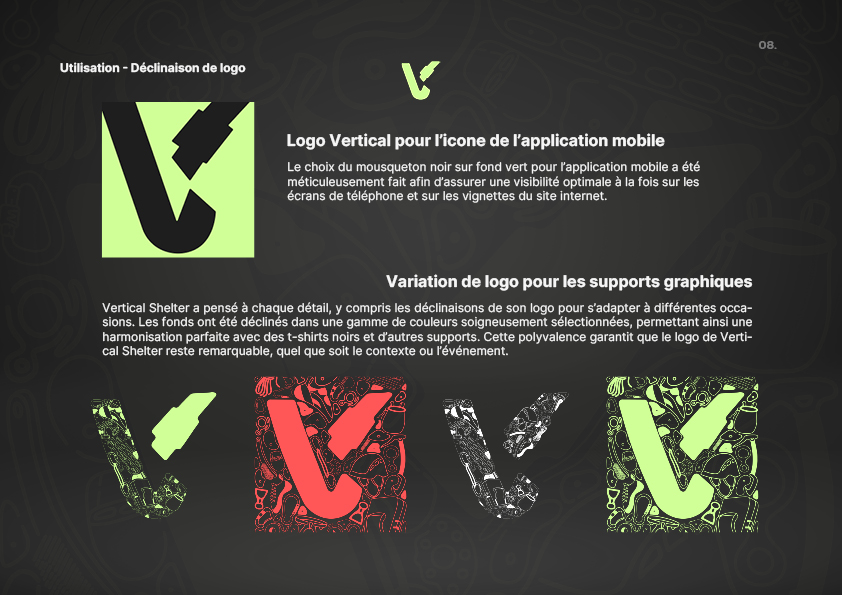 08.
Utilisation - Déclinaison de logo
Logo Vertical pour l'icone de l'application mobile
Le choix du mousqueton noir sur fond vert pour l'application mobile a été
méticuleusement fait afin d'assurer une visibilité optimale à la fois sur les
écrans de téléphone et sur les vignettes du site internet.
Variation de logo pour les supports graphiques
Vertical Shelter a pensé à chaque détail, y compris les déclinaisons de son logo pour s'adapter à différentes occa-
sions. Les fonds ont été déclinés dans une gamme de couleurs soigneusement sélectionnées, permettant ainsi une
harmonisation parfaite avec des t-shirts noirs et d'autres supports. Cette polyvalence garantit que le logo de Verti-
cal Shelter reste remarquable, quel que soit le contexte ou l'événement.